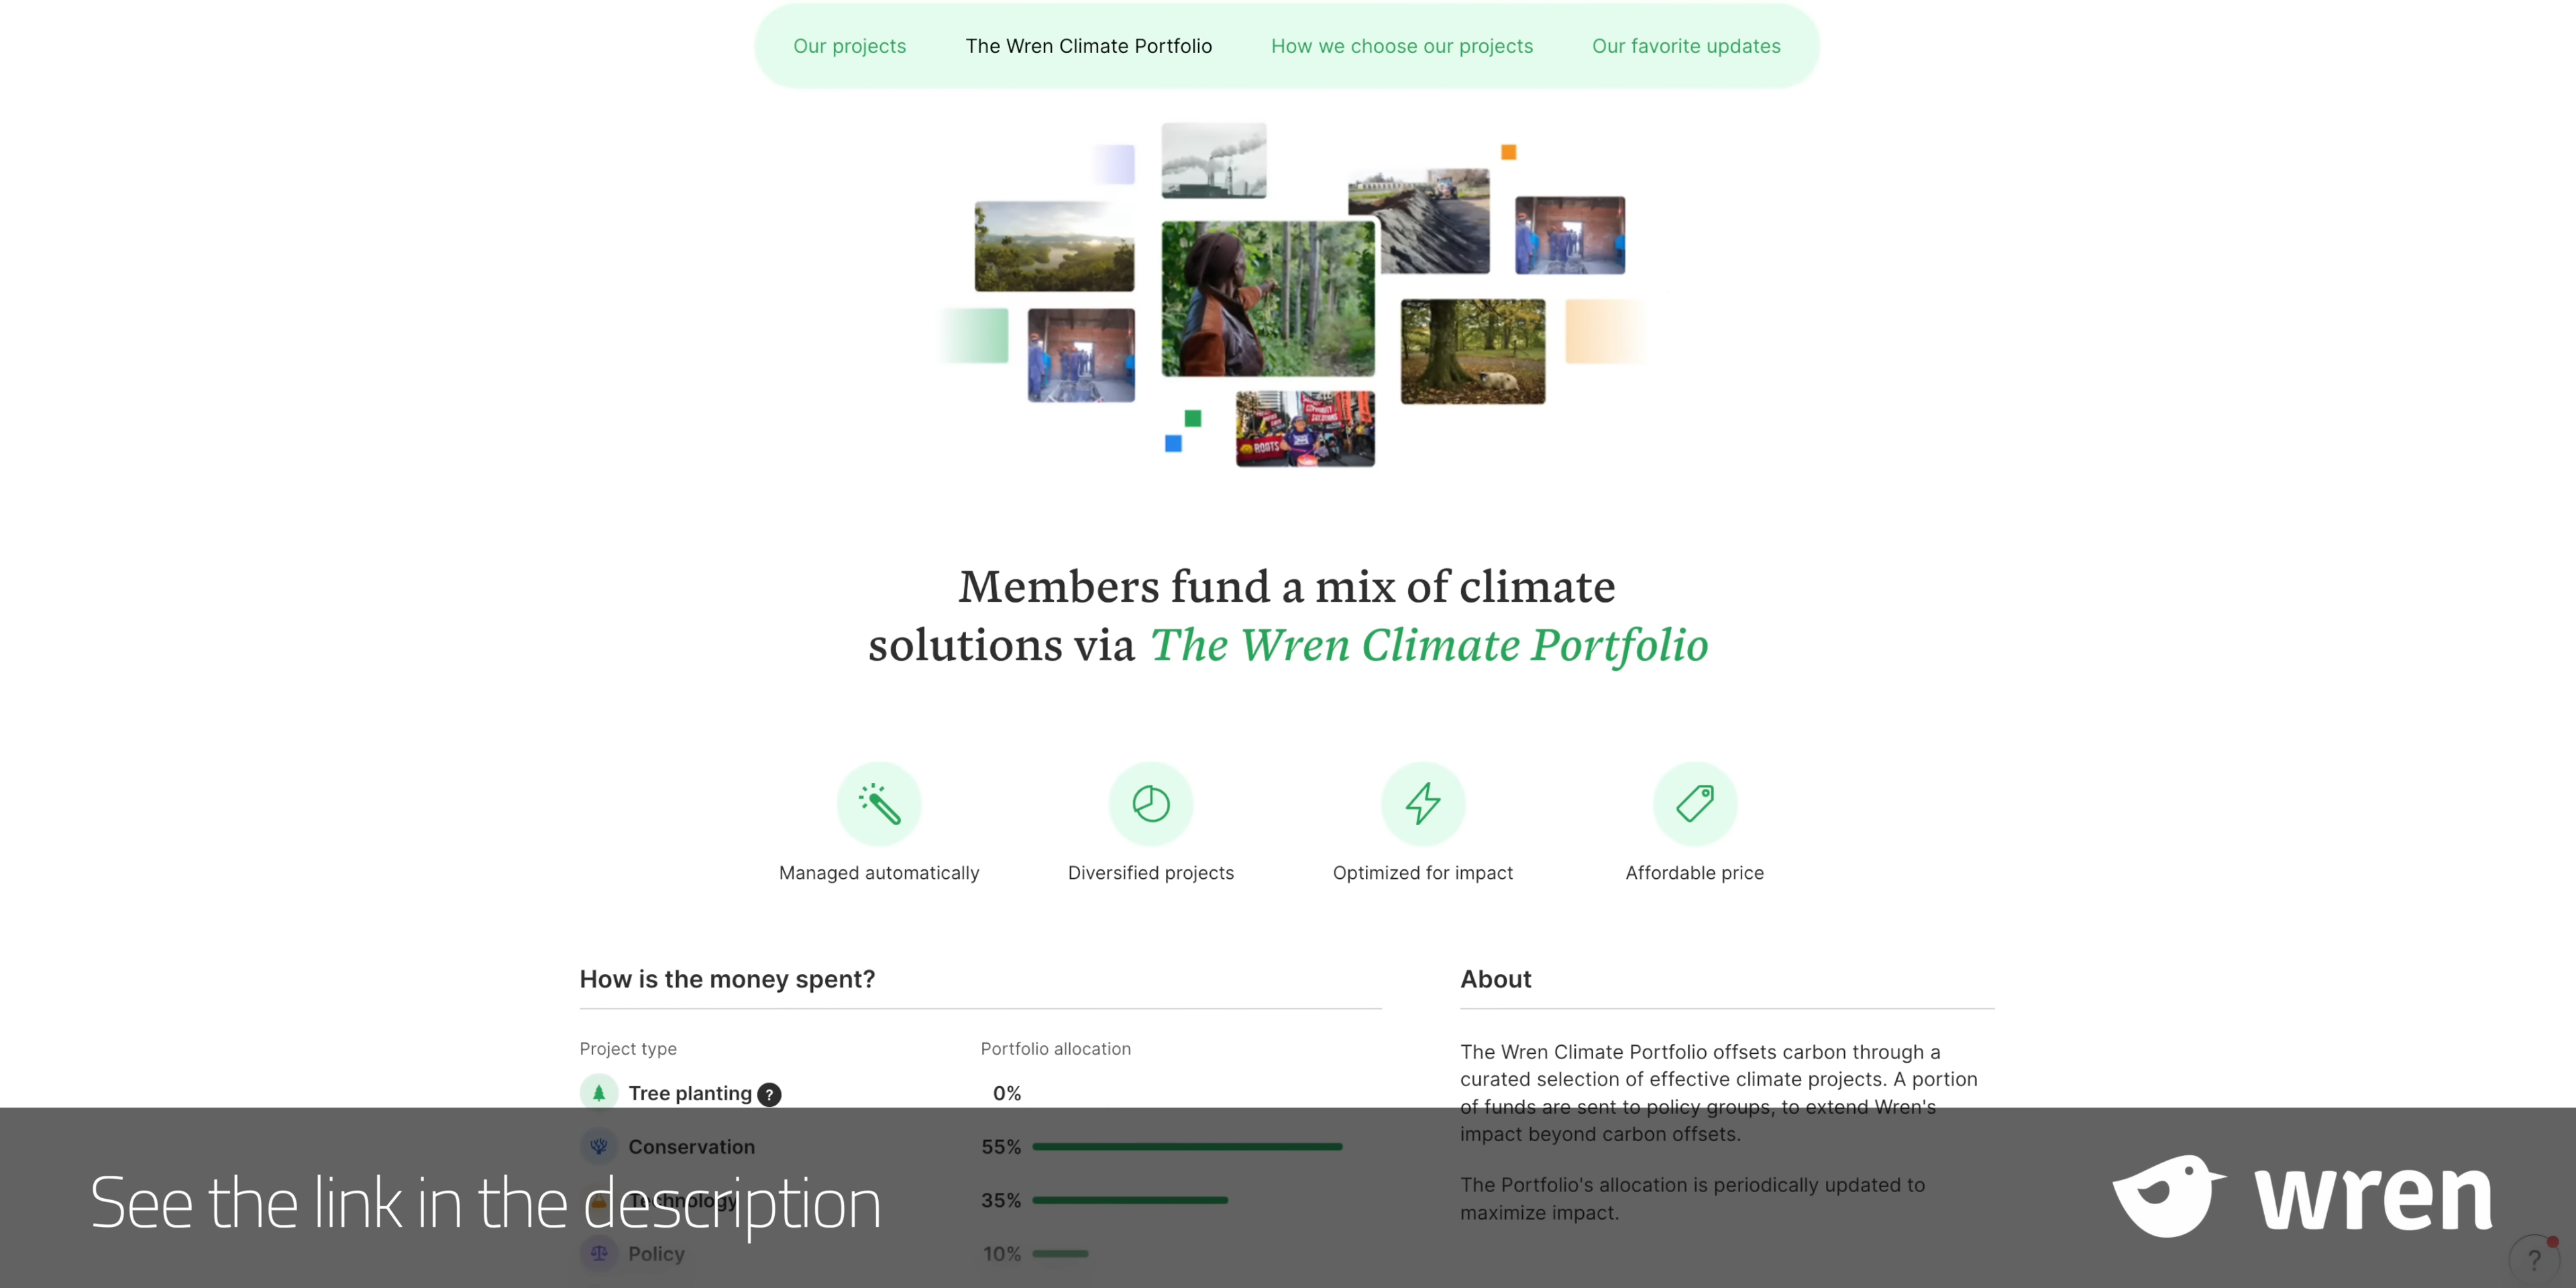 Our projects
The Wren Climate Portfolio
How we choose our projects
Our favorite updates
ROOTS
Members fund a mix of climate
solutions via The Wren Climate Portfolio
Managed automatically
Diversified projects
Optimized for impact
Affordable price
How is the money spent?
Project type
Portfolio allocation
Tree planting ?
0%
Conservation
55%
Technology
35%
Policy
10%
About
The Wren Climate Portfolio offsets carbon through a
curated selection of effective climate projects. A portion
of funds are sent to policy groups, to extend Wren's
impact beyond carbon offsets.
The Portfolio's allocation is periodically updated to
maximize impact.
See the link in the description
wren
?